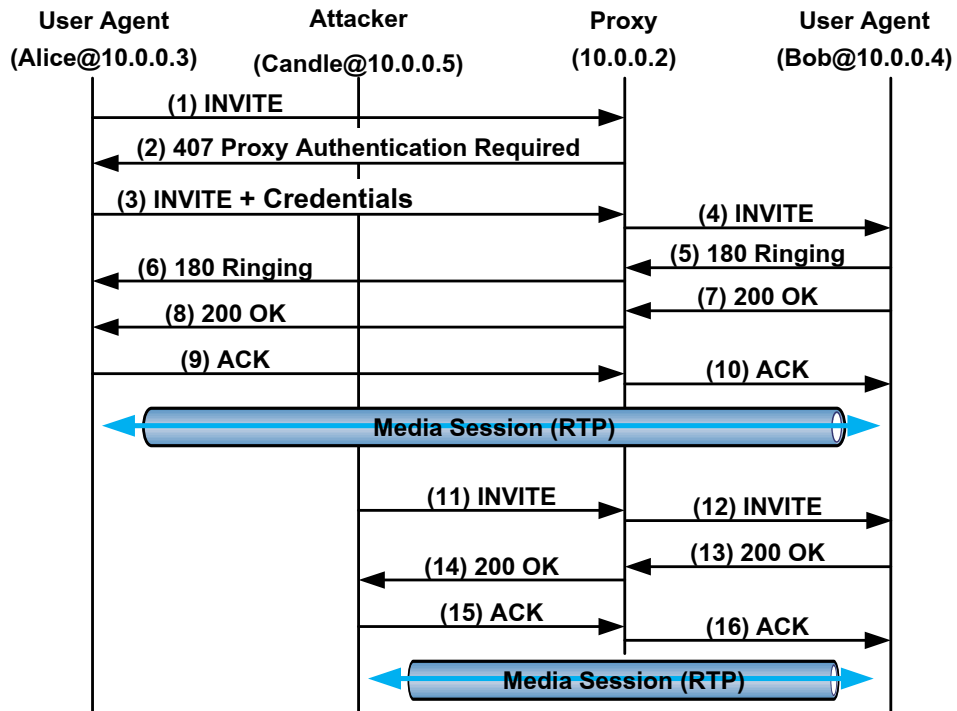 User Agent
(Alice@10.0.0.3)
Attacker
(Candle@10.0.0.5)
Proxy
(10.0.0.2)
User Agent
(Bob@10.0.0.4)
(1) INVITE
(2) 407 Proxy Authentication Required
(3) INVITE + Credentials
(4) INVITE
(5) 180 Ringing
(6) 180 Ringing
(7) 200 OK
(8) 200 OK
(9) ACK
(10) ACK
Media Session (RTP)
(11) INVITE
(12) INVITE
(13) 200 OK
(14) 200 OK
(15) ACK
(16) ACK
Media Session (RTP)